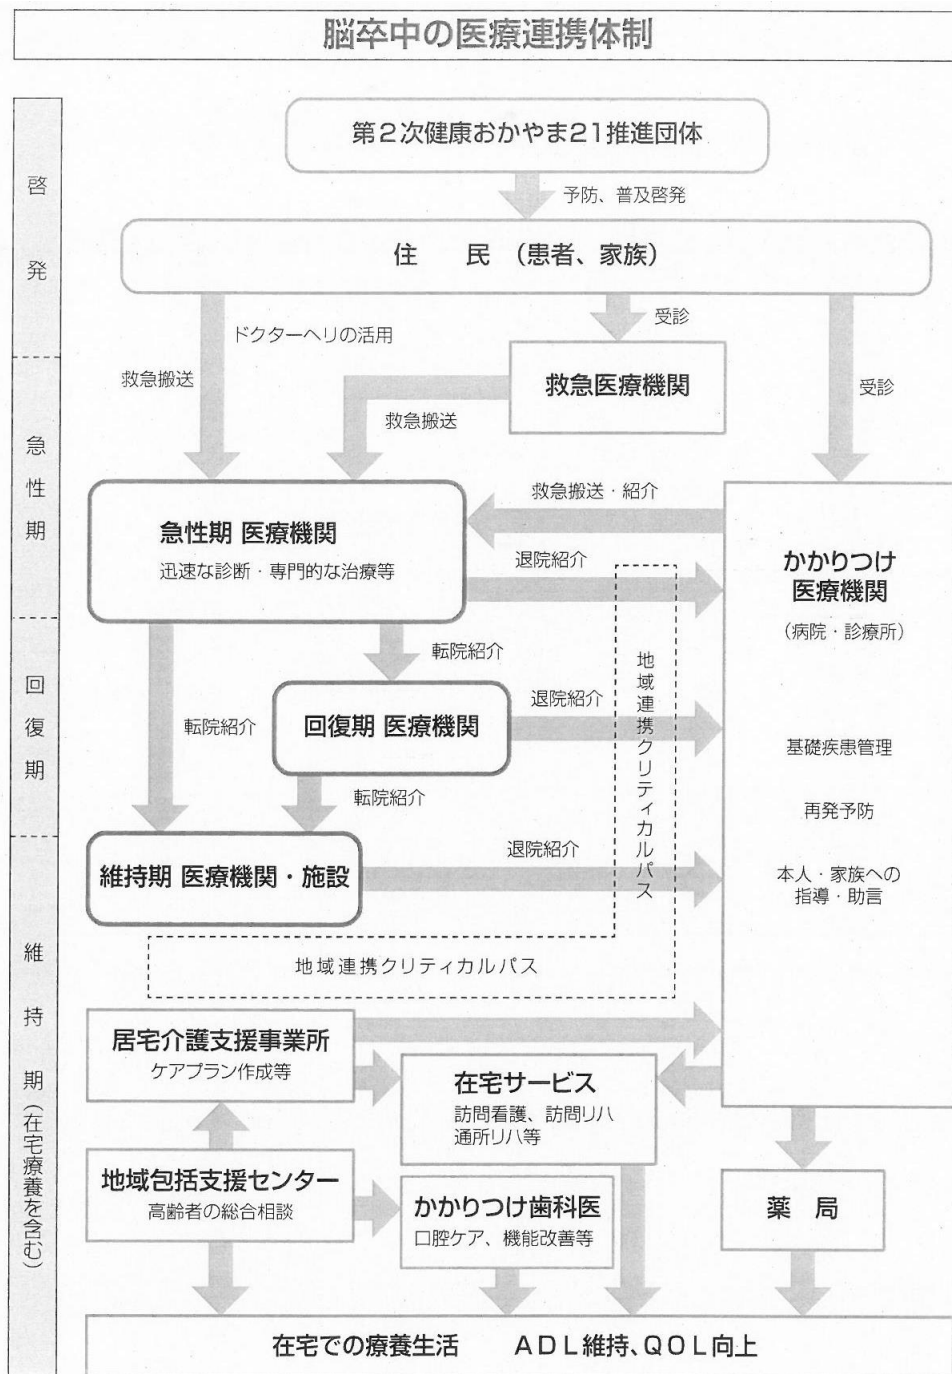 脳卒中の医療連携体制
啓発
第2次健康おかやま21推進団体
予防、普及啓発
住　民　(患者、家族)
ドクターヘリの活用
受診
救急搬送
救急医療機関
受診
救急搬送
急性期
急性期 医療機関
迅速な診断・専門的な治療等
救急搬送・紹介
退院紹介
かかりつけ
医療機関
(病院・診療所)
基礎疾患管理
再発予防
本人・家族への
指導・助言
回復期
転院紹介
転院紹介
回復期 医療機関
退院紹介
転院紹介
地域連携クリティカルパス
維持期(在宅療養を含む)
維持期 医療機関・施設
退院紹介
地域連携クリティカルパス
居宅介護支援事業所
ケアプラン作成等
在宅サービス
訪問看護、訪問リハ
通所リハ等
地域包括支援センター
高齢者の総合相談
かかりつけ歯科医
口腔ケア、機能改善等
薬　局
在宅での療養生活　ＡＤＬ維持、ＱＯＬ向上